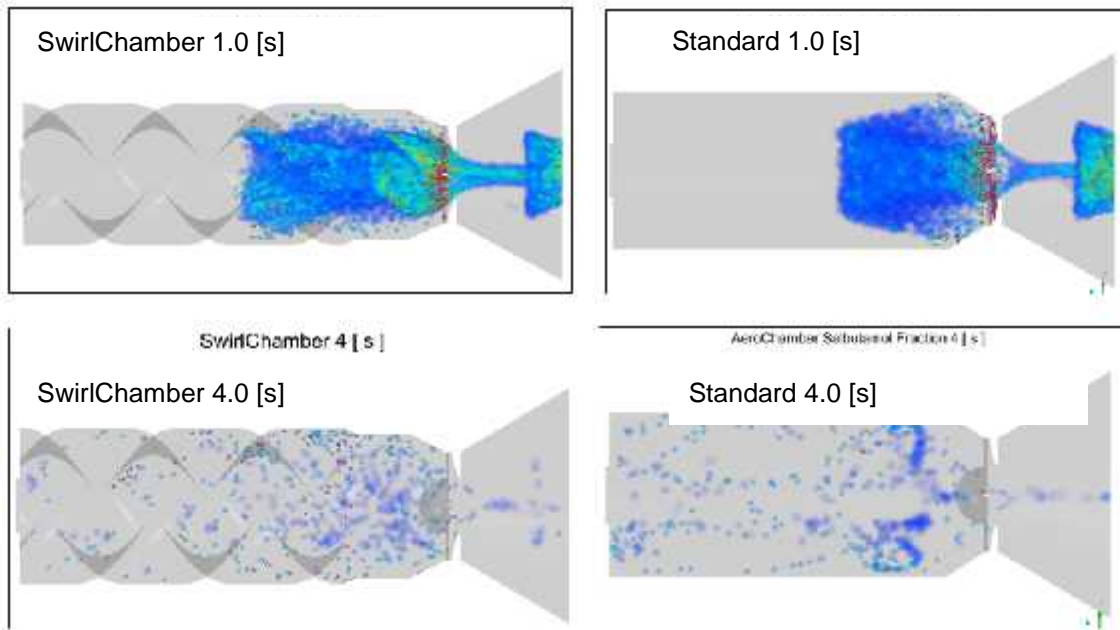 SwirlChamber 1.0 [s]
Standard 1.0 [s]
SwirlChamber 4 [ s ]
AeroChamber Salbutamol Fraction 4 [ s ]
SwirlChamber 4.0 [s]
Standard 4.0 [s]